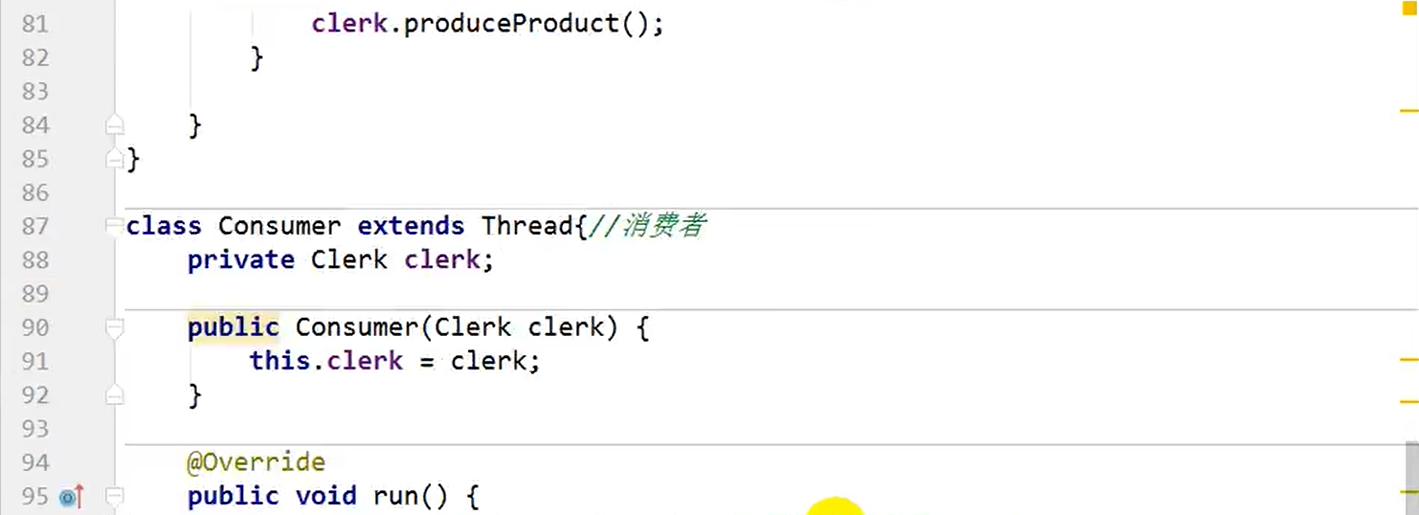 81 clerk.produceProduct();
82 }
83
84 }
85 }
86
87 class Consumer extends Thread{//消费者
88 private Clerk clerk;
89
90 public Consumer(Clerk clerk) {
91 this.clerk = clerk;
92 }
93
94 @Override
95 public void run() {